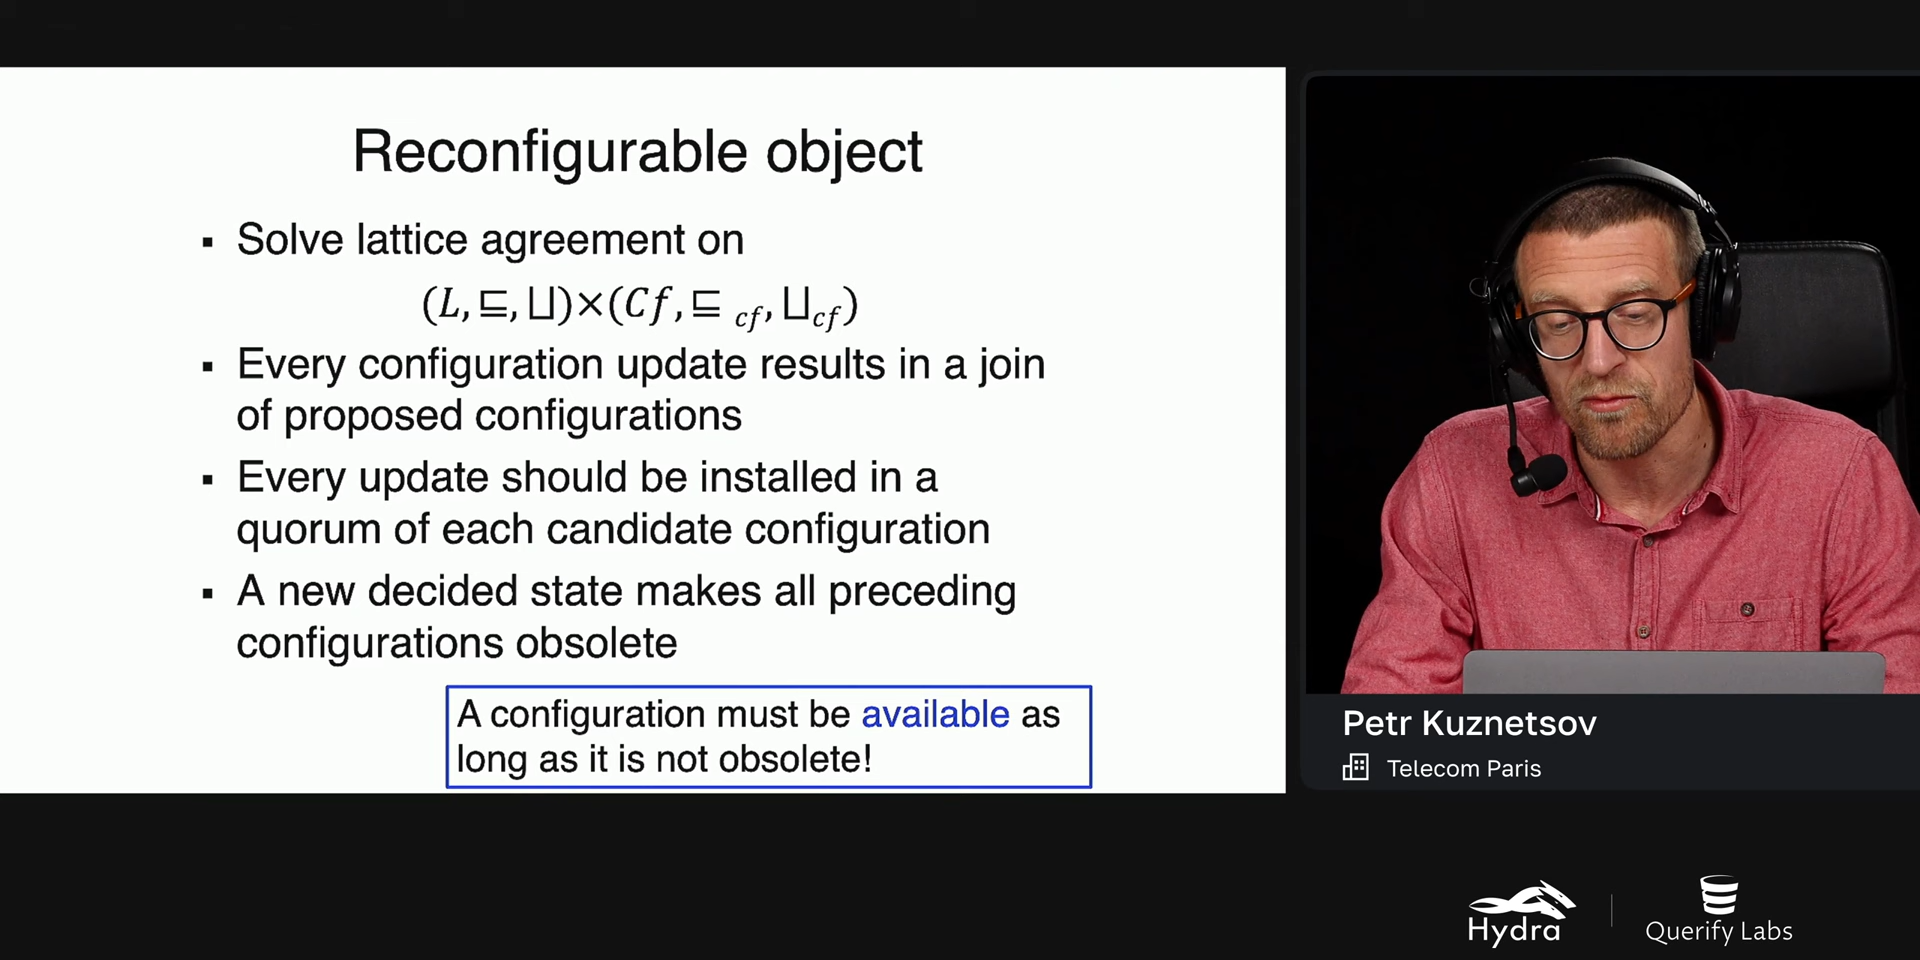 Reconfigurable object
▪ Solve lattice agreement on
(L, ⊑, ⊔)×(Cf, ⊑ cf, ⊔cf)
▪ Every configuration update results in a join
of proposed configurations
▪ Every update should be installed in a
quorum of each candidate configuration
▪ A new decided state makes all preceding
configurations obsolete
A configuration must be available as
long as it is not obsolete!
Petr Kuznetsov
Telecom Paris
Hydra
Querify Labs